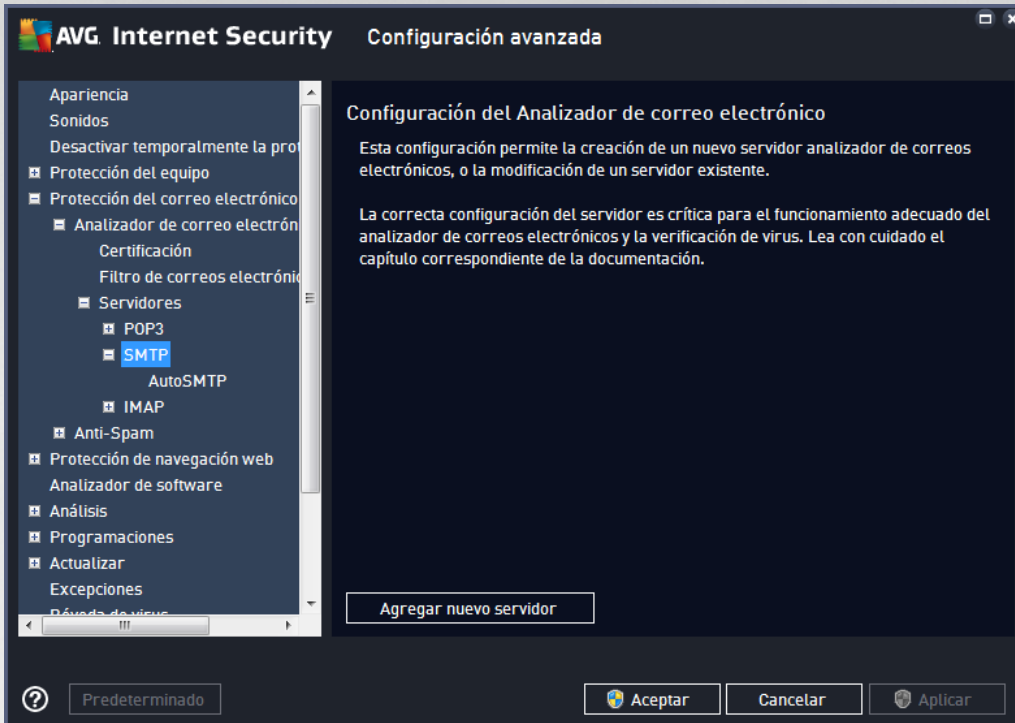 AVG Internet Security Configuración avanzada
Apariencia
Sonidos
Desactivar temporalmente la prot
Protección del equipo
Protección del correo electrónico
Analizador de correo electrón
Certificación
Filtro de correos electrónic
Servidores
POP3
SMTP
AutoSMTP
IMAP
Anti-Spam
Protección de navegación web
Analizador de software
Análisis
Programaciones
Actualizar
Excepciones
Bóveda de virus
Configuración del Analizador de correo electrónico
Esta configuración permite la creación de un nuevo servidor analizador de correos
electrónicos, o la modificación de un servidor existente.
La correcta configuración del servidor es crítica para el funcionamiento adecuado del
analizador de correos electrónicos y la verificación de virus. Lea con cuidado el
capítulo correspondiente de la documentación.
Agregar nuevo servidor
Predeterminado
Aceptar
Cancelar
Aplicar